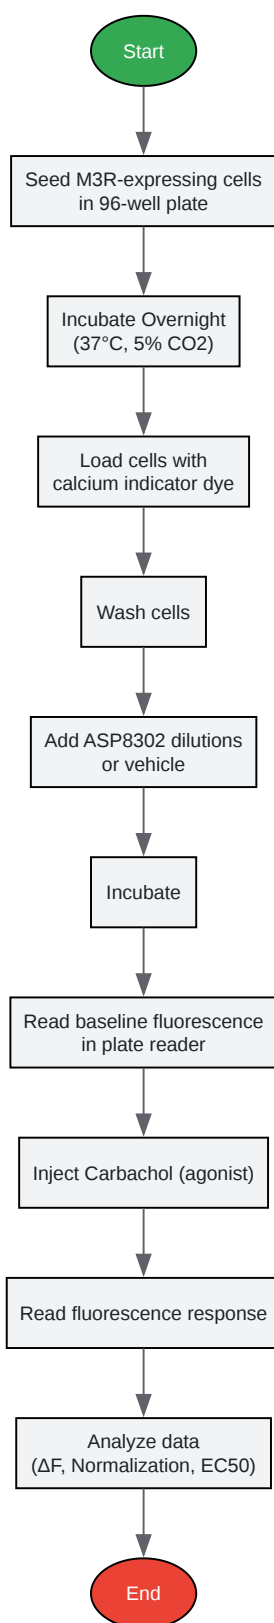 Start
Seed M3R-expressing cells
in 96-well plate
Incubate Overnight
(37°C, 5% CO2)
Load cells with
calcium indicator dye
Wash cells
Add ASP8302 dilutions
or vehicle
Incubate
Read baseline fluorescence
in plate reader
Inject Carbachol (agonist)
Read fluorescence response
Analyze data
(ΔF, Normalization, EC50)
End